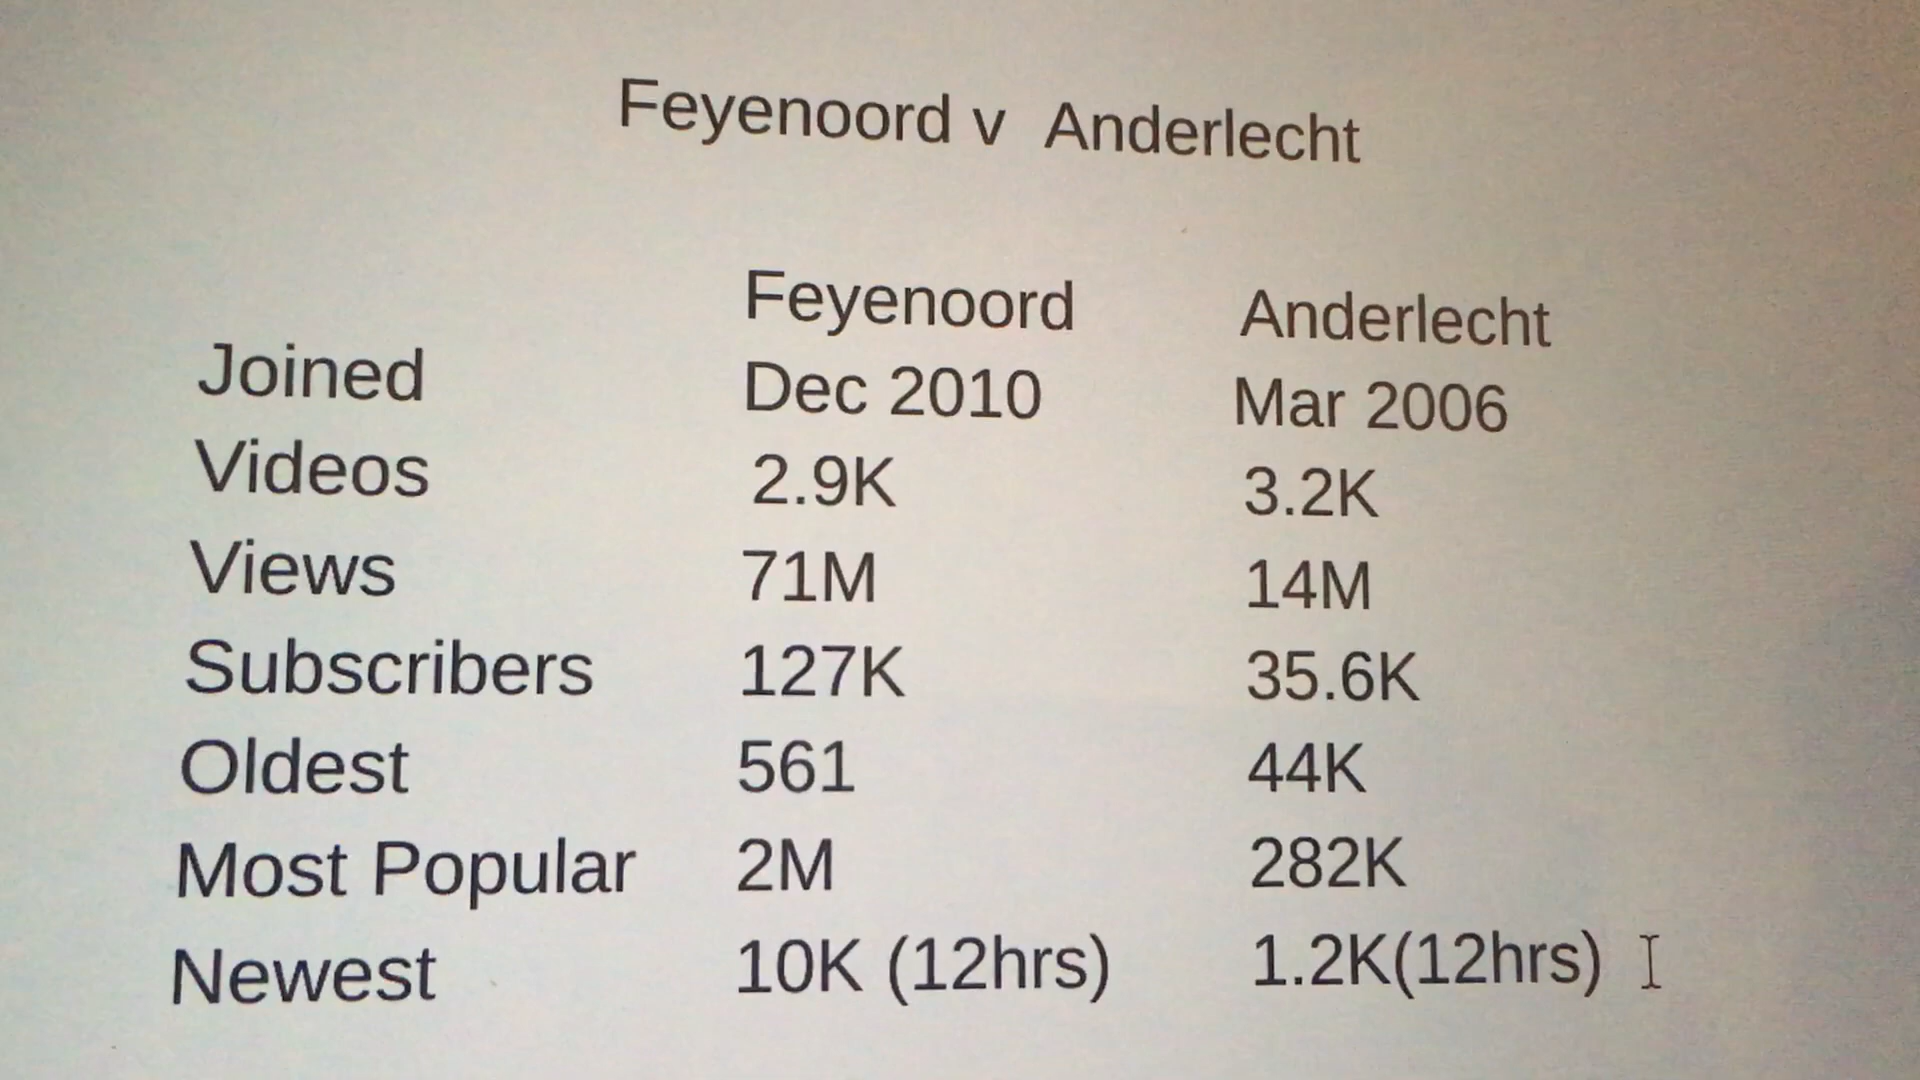 Feyenoord v Anderlecht
Feyenoord Anderlecht
Joined Dec 2010 Mar 2006
Videos 2.9K 3.2K
Views 71M 14M
Subscribers 127K 35.6K
Oldest 561 44K
Most Popular 2M 282K
Newest 10K (12hrs) 1.2K(12hrs)